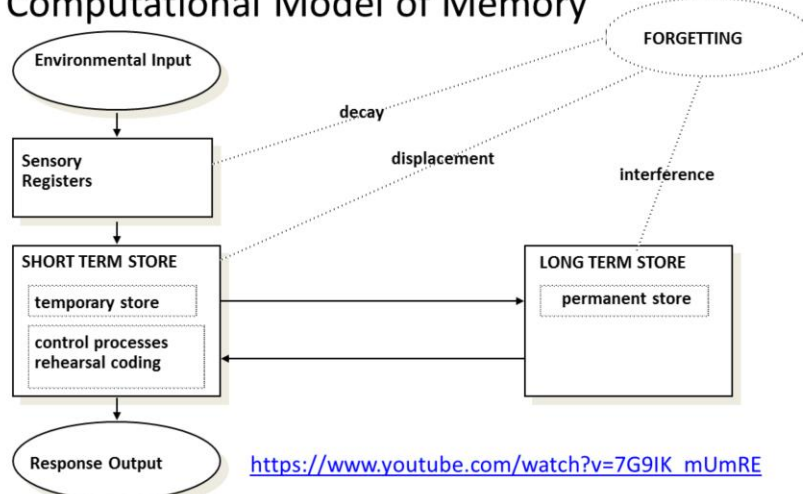 Computational Model of Memory
Environmental Input
FORGETTING
decay
Sensory
Registers
displacement
interference
SHORT TERM STORE
temporary store
control processes
rehearsal coding
LONG TERM STORE
permanent store
Response Output
https://www.youtube.com/watch?v=7G9IK_mUmRE